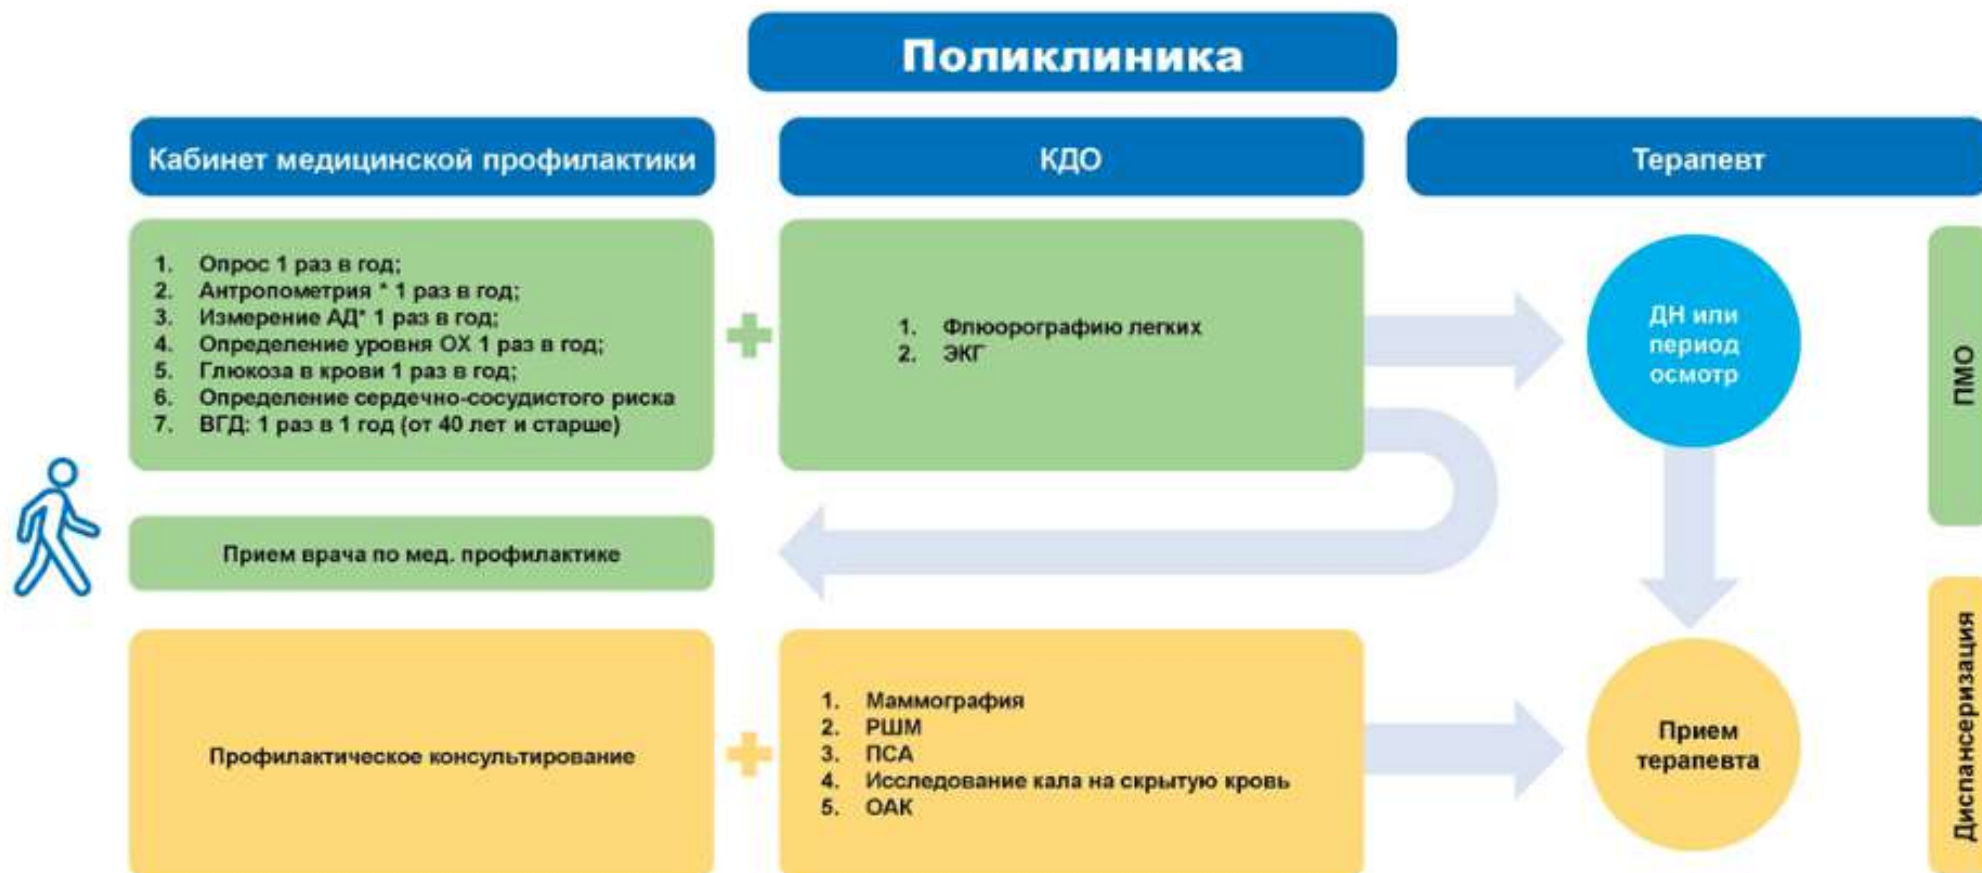 Поликлиника
Кабинет медицинской профилактики
КДО
Терапевт
1. Опрос 1 раз в год;
2. Антропометрия * 1 раз в год;
3. Измерение АД* 1 раз в год;
4. Определение уровня ОХ 1 раз в год;
5. Глюкоза в крови 1 раз в год;
6. Определение сердечно-сосудистого риска
7. ВГД: 1 раз в 1 год (от 40 лет и старше)
1. Флюорографию легких
2. ЭКГ
ДН или
период
осмотр
ПМО
Прием врача по мед. профилактике
Профилактическое консультирование
1. Маммография
2. РШМ
3. ПСА
4. Исследование кала на скрытую кровь
5. ОАК
Прием
терапевта
Диспансеризация